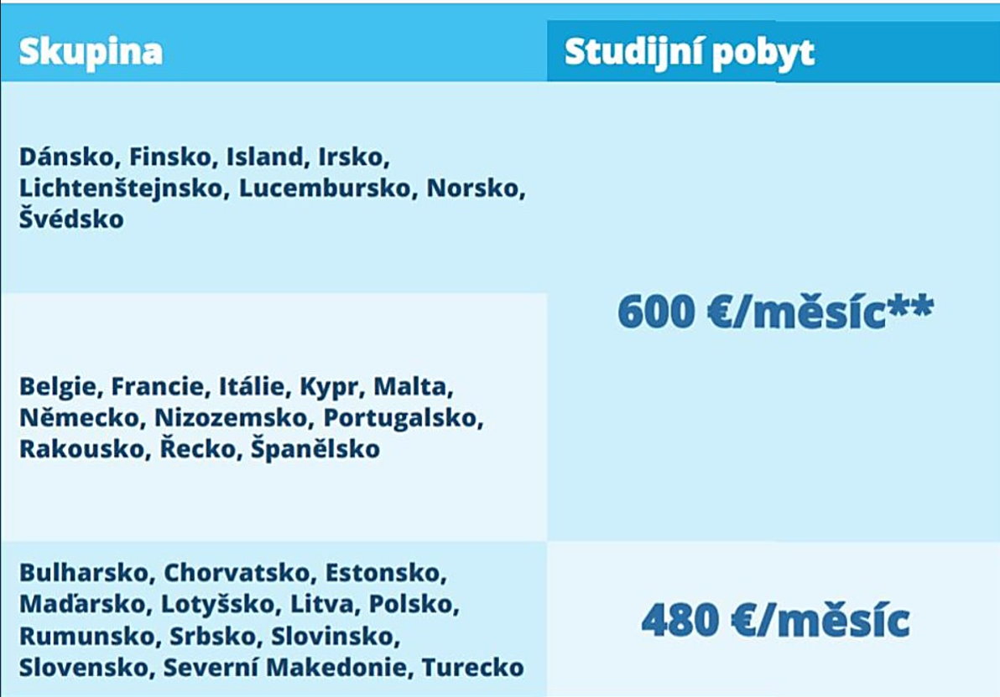 Skupina
Studijní pobyt
Dánsko, Finsko, Island, Irsko,
Lichtenštejnsko, Lucembursko, Norsko,
Švédsko
600 €/měsíc**
Belgie, Francie, Itálie, Kypr, Malta,
Německo, Nizozemsko, Portugalsko,
Rakousko, Řecko, Španělsko
Bulharsko, Chorvatsko, Estonsko,
Maďarsko, Lotyšsko, Litva, Polsko,
Rumunsko, Srbsko, Slovinsko,
Slovensko, Severní Makedonie, Turecko
480 €/měsíc